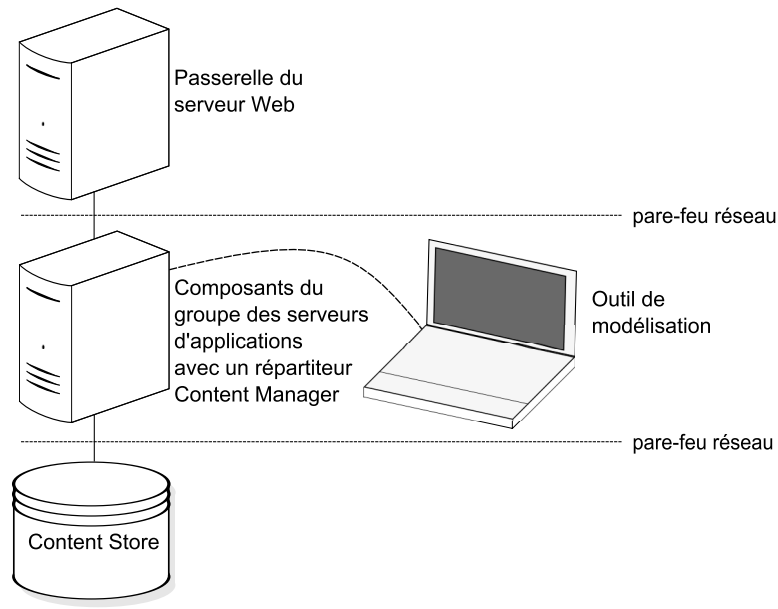 Passerelle du
serveur Web
pare-feu réseau
Composants du
groupe des serveurs
d'applications
avec un répartiteur
Content Manager
Outil de
modélisation
pare-feu réseau
Content Store